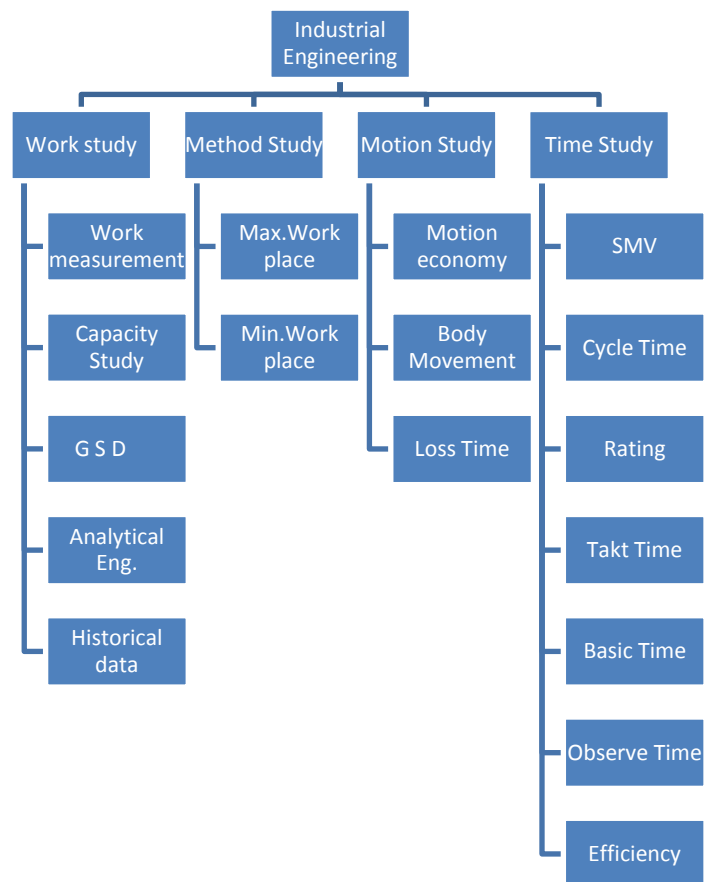 Industrial
Engineering
Work study
Method Study
Motion Study
Time Study
Work
measurement
Capacity
Study
G S D
Analytical
Eng.
Historical
data
Max.Work
place
Min.Work
place
Motion
economy
Body
Movement
Loss Time
SMV
Cycle Time
Rating
Takt Time
Basic Time
Observe Time
Efficiency